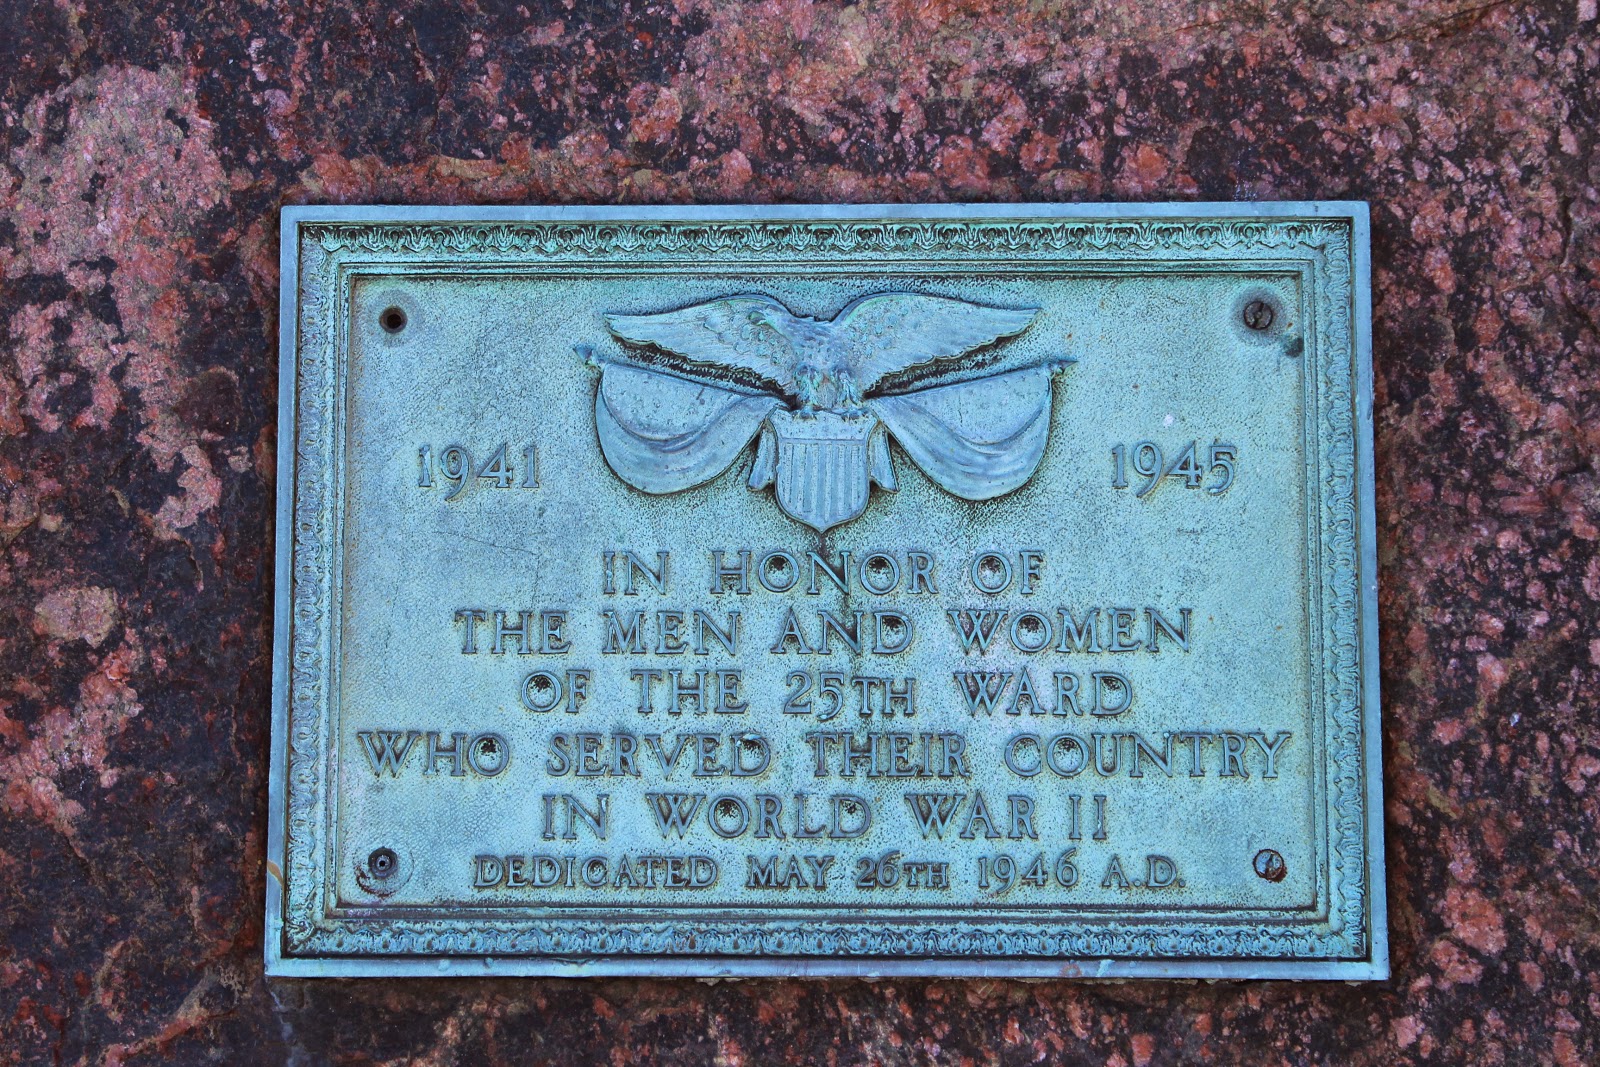 1941 1945
IN HONOR OF
THE MEN AND WOMEN
OF THE 25TH WARD
WHO SERVED THEIR COUNTRY
IN WORLD WAR II
DEDICATED MAY 26TH 1946 A.D.